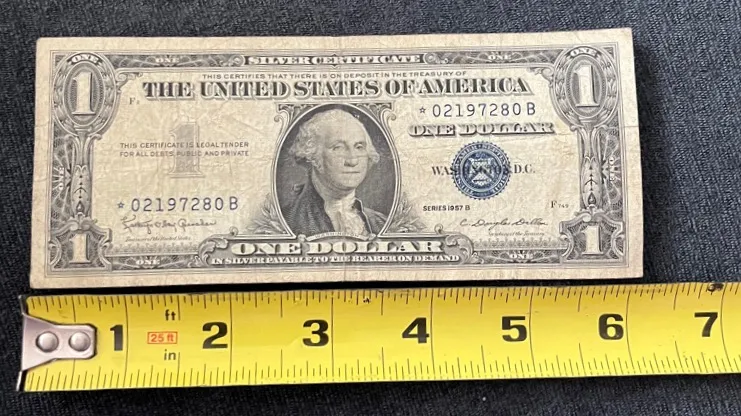 ONE SILVER CERTIFICATE ONE
1 THIS CERTIFIES THAT THERE IS ON DEPOSIT IN THE TREASURY OF 1
THE UNITED STATES OF AMERICA
* 02197280 B
ONE DOLLAR
THIS CERTIFICATE IS LEGAL TENDER
FOR ALL DEBTS, PUBLIC AND PRIVATE
WASHINGTON, D.C.
* 02197280 B
SERIES 1957 B
1 ONE DOLLAR 1
ONE IN SILVER PAYABLE TO THE BEARER ON DEMAND ONE
ft
1 25 ft 2 3 4 5 6 7
in